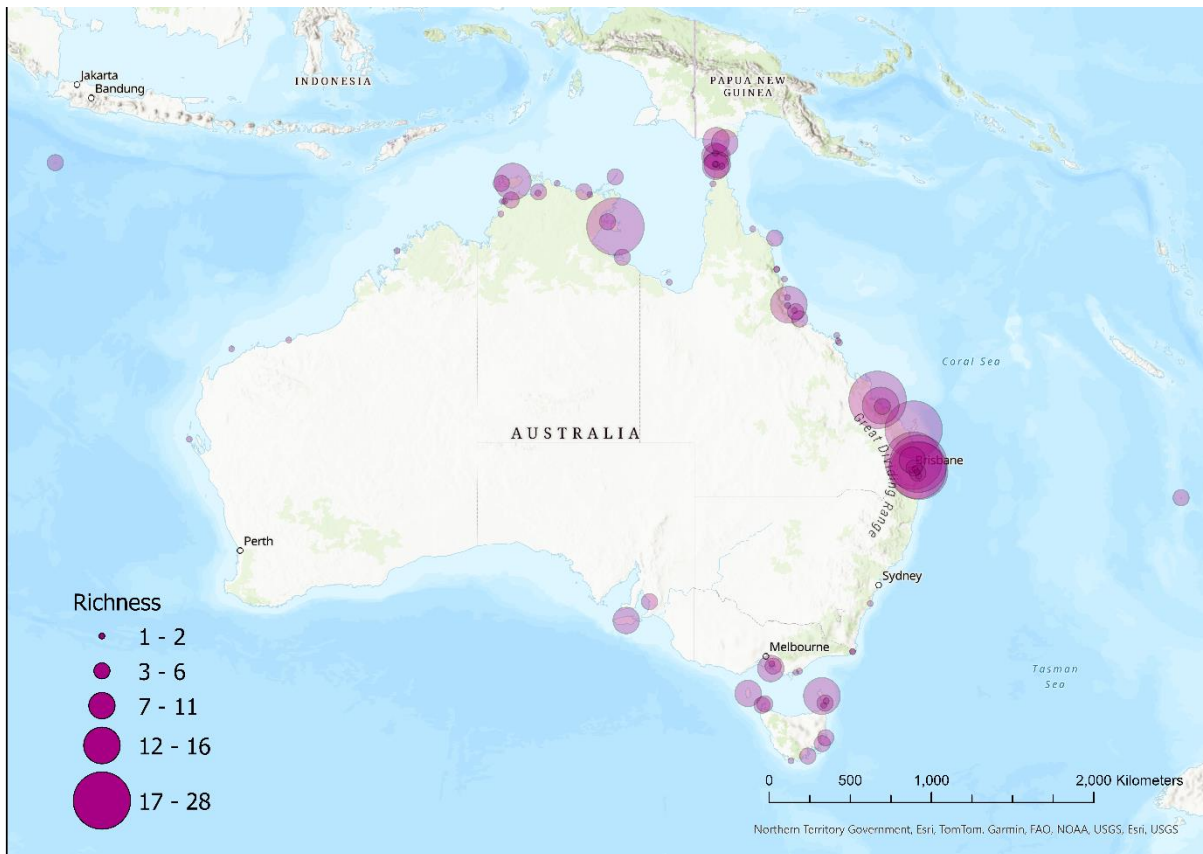 Jakarta
Bandung
INDONESIA
PAPUA NEW
GUINEA
Coral Sea
AUSTRALIA
Great Dividing Range
Brisbane
Perth
Sydney
Melbourne
Tasman
Sea
Richness
1 - 2
3 - 6
7 - 11
12 - 16
17 - 28
0 500 1,000 2,000 Kilometers
Northern Territory Government, Esri, TomTom, Garmin, FAO, NOAA, USGS, Esri, USGS